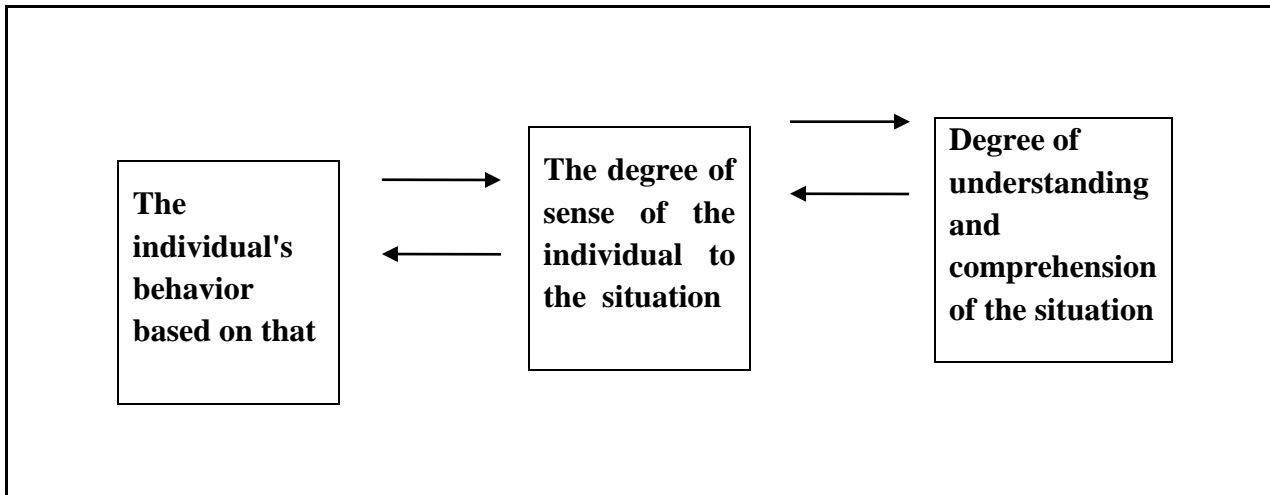 The
individual's
behavior
based on that
The degree of
sense of the
individual to
the situation
Degree of
understanding
and
comprehension
of the situation